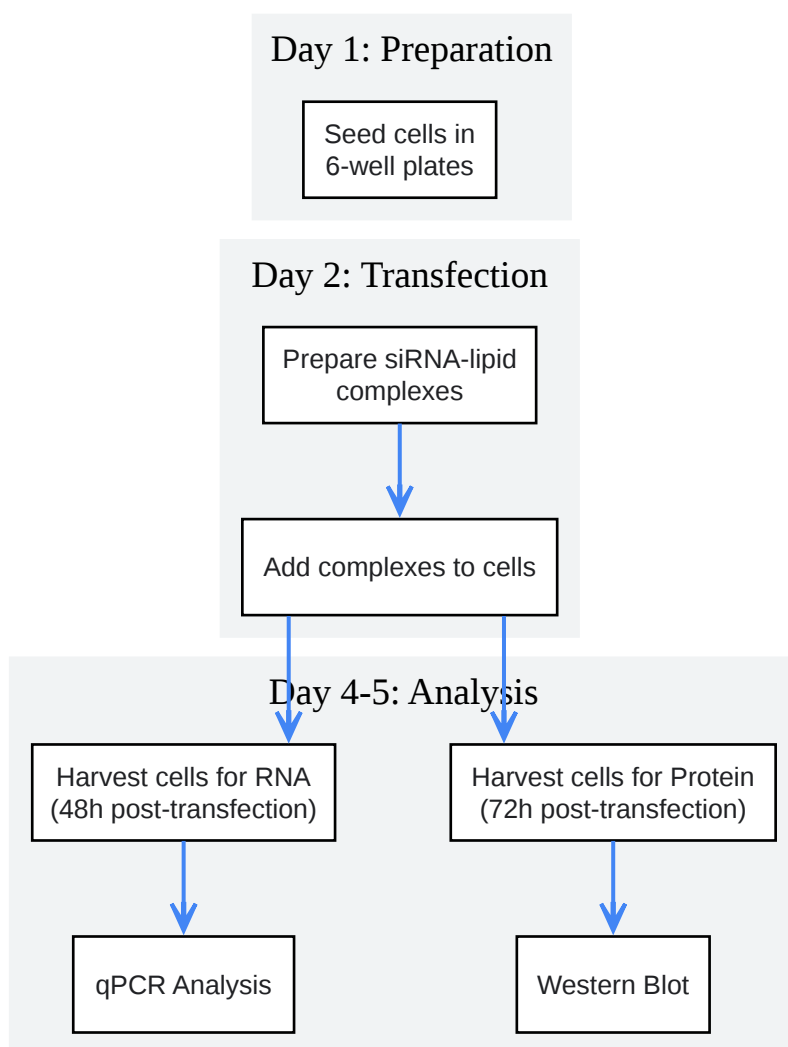 Day 1: Preparation
Seed cells in
6-well plates
Day 2: Transfection
Prepare siRNA-lipid
complexes
Add complexes to cells
Day 4-5: Analysis
Harvest cells for RNA
(48h post-transfection)
Harvest cells for Protein
(72h post-transfection)
qPCR Analysis
Western Blot